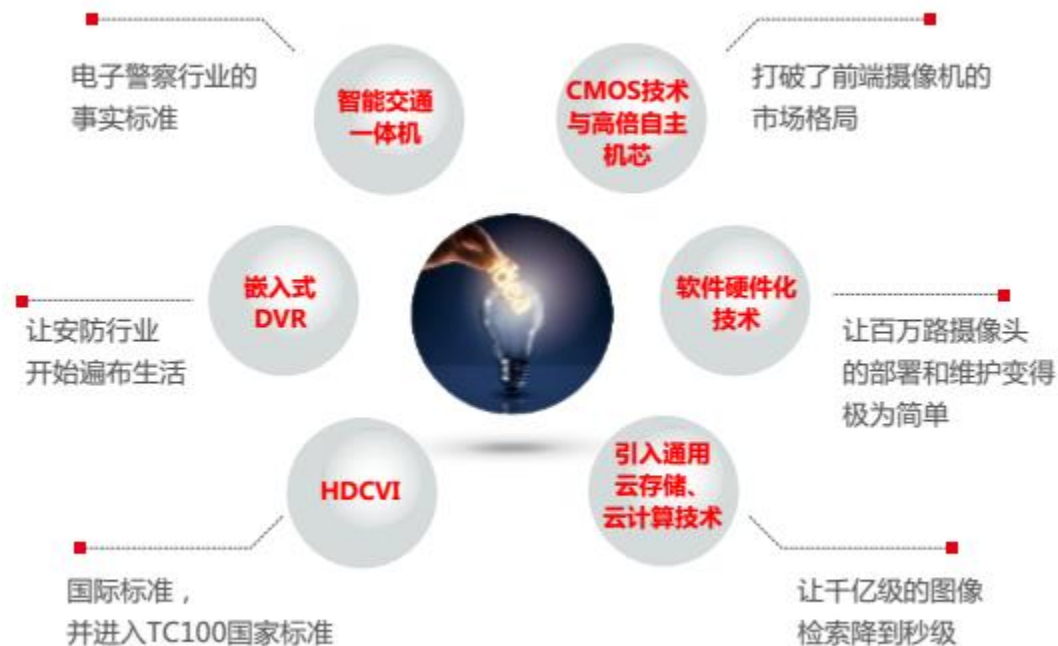 电子警察行业的
事实标准
智能交通
一体机
CMOS技术
与高倍自主
机芯
打破了前端摄像机的
市场格局
让安防行业
开始遍布生活
嵌入式
DVR
软件硬件化
技术
让百万路摄像头
的部署和维护变得
极为简单
HDCVI
国际标准，
并进入TC100国家标准
引入通用
云存储、
云计算技术
让千亿级的图像
检索降到秒级